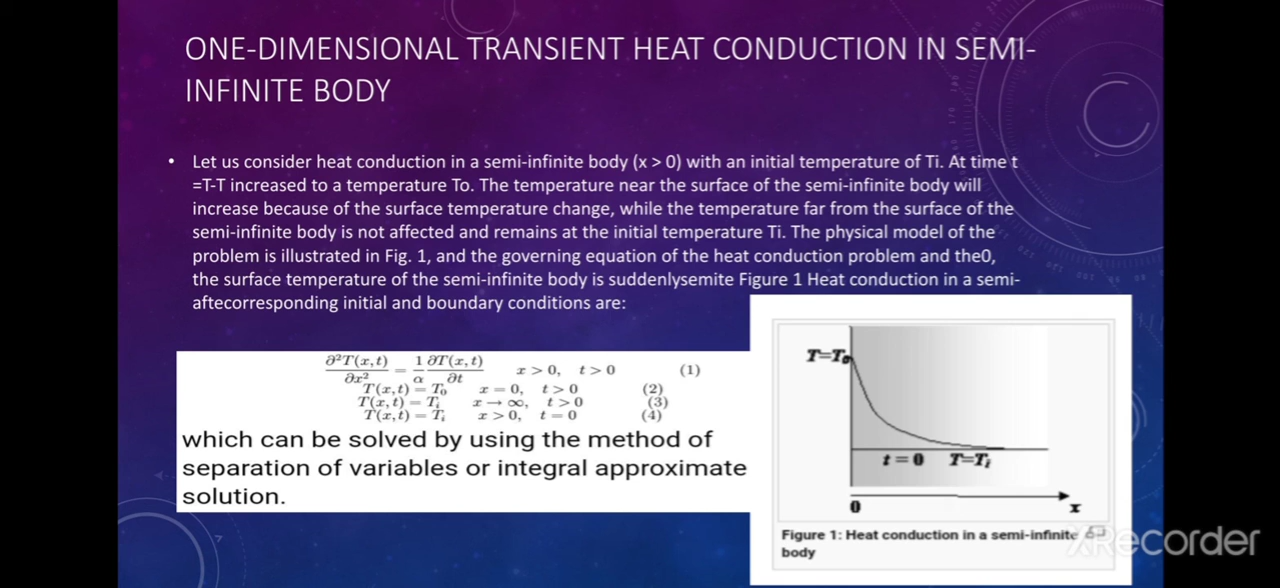 ONE-DIMENSIONAL TRANSIENT HEAT CONDUCTION IN SEMI-
INFINITE BODY
• Let us consider heat conduction in a semi-infinite body (x > 0) with an initial temperature of Ti. At time t
=T-T increased to a temperature To. The temperature near the surface of the semi-infinite body will
increase because of the surface temperature change, while the temperature far from the surface of the
semi-infinite body is not affected and remains at the initial temperature Ti. The physical model of the
problem is illustrated in Fig. 1, and the governing equation of the heat conduction problem and the0,
the surface temperature of the semi-infinite body is suddenlysemite Figure 1 Heat conduction in a semi-
aftecorresponding initial and boundary conditions are:
∂²T(x,t)/∂x² = 1/α ∂T(x,t)/∂t x > 0, t > 0 (1)
T(x,t) = T₀ x = 0, t > 0 (2)
T(x,t) = Tᵢ x → ∞, t > 0 (3)
T(x,t) = Tᵢ x > 0, t = 0 (4)
which can be solved by using the method of
separation of variables or integral approximate
solution.
T=T₀
t = 0 T=Tᵢ
0 x
Figure 1: Heat conduction in a semi-infinite
body
XRecorder